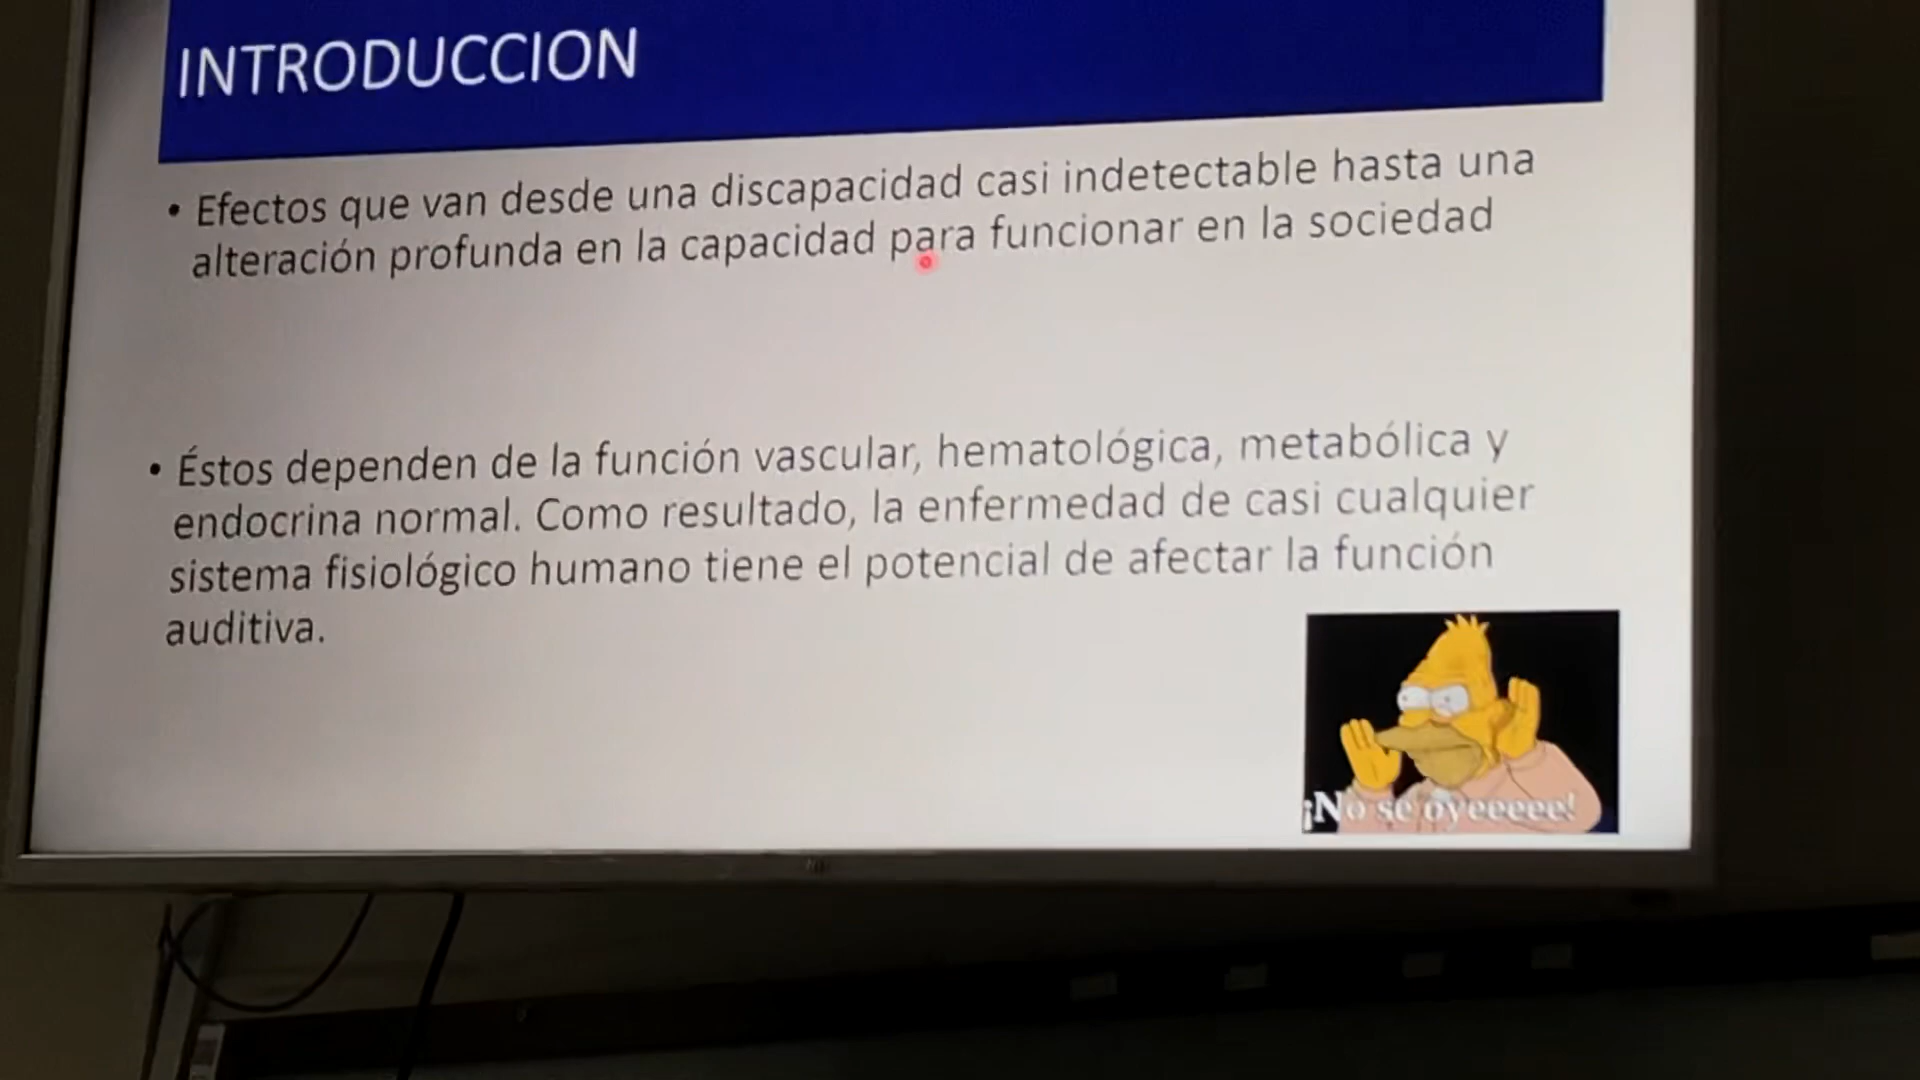 INTRODUCCION
• Efectos que van desde una discapacidad casi indetectable hasta una
alteración profunda en la capacidad para funcionar en la sociedad
• Éstos dependen de la función vascular, hematológica, metabólica y
endocrina normal. Como resultado, la enfermedad de casi cualquier
sistema fisiológico humano tiene el potencial de afectar la función
auditiva.
¡No se oyeeeee!